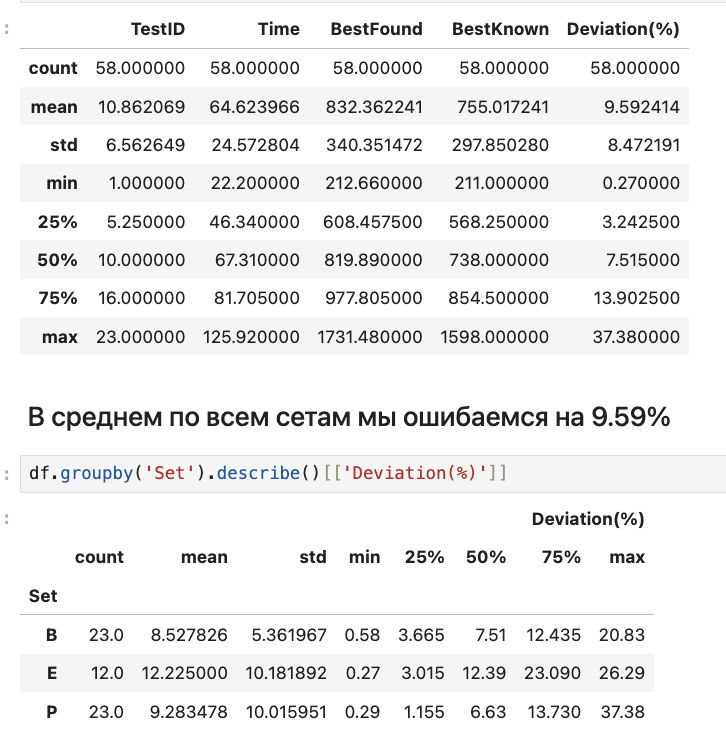 TestID Time BestFound BestKnown Deviation(%)
count 58.000000 58.000000 58.000000 58.000000 58.000000
mean 10.862069 64.623966 832.362241 755.017241 9.592414
std 6.562649 24.572804 340.351472 297.850280 8.472191
min 1.000000 22.200000 212.660000 211.000000 0.270000
25% 5.250000 46.340000 608.457500 568.250000 3.242500
50% 10.000000 67.310000 819.890000 738.000000 7.515000
75% 16.000000 81.705000 977.805000 854.500000 13.902500
max 23.000000 125.920000 1731.480000 1598.000000 37.380000
В среднем по всем сетам мы ошибаемся на 9.59%
df.groupby('Set').describe()[['Deviation(%)']]
Deviation(%)
count mean std min 25% 50% 75% max
Set
B 23.0 8.527826 5.361967 0.58 3.665 7.51 12.435 20.83
E 12.0 12.225000 10.181892 0.27 3.015 12.39 23.090 26.29
P 23.0 9.283478 10.015951 0.29 1.155 6.63 13.730 37.38